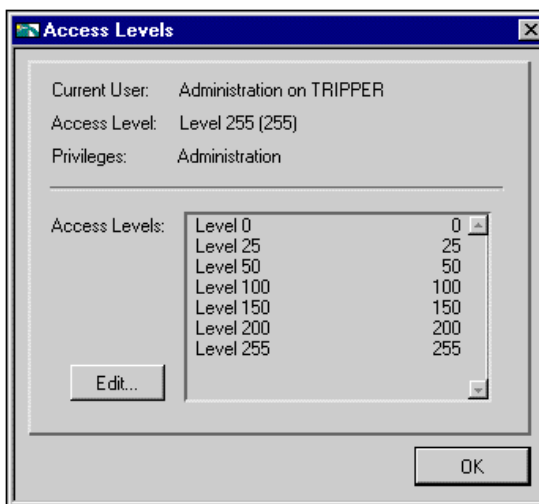 Access Levels
Current User: Administration on TRIPPER
Access Level: Level 255 (255)
Privileges: Administration
Access Levels:
Level 0 0
Level 25 25
Level 50 50
Level 100 100
Level 150 150
Level 200 200
Level 255 255
Edit...
OK